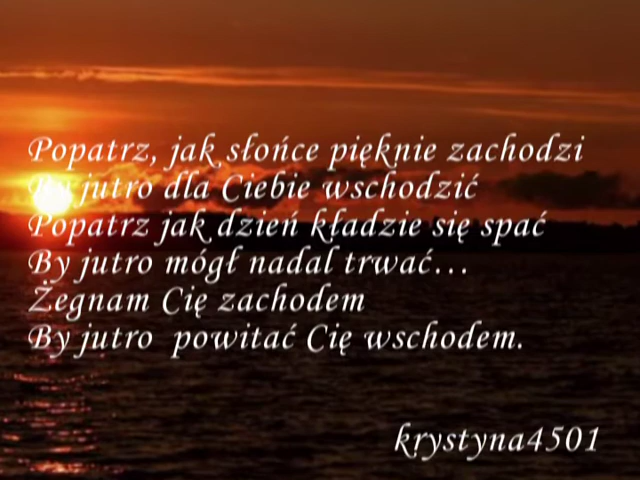 Popatrz, jak słońce pięknie zachodzi
By jutro dla Ciebie wschodzić
Popatrz jak dzień kładzie się spać
By jutro mógł nadal trwać...
Żegnam Cię zachodem
By jutro  powitać Cię wschodem.
krystyna4501